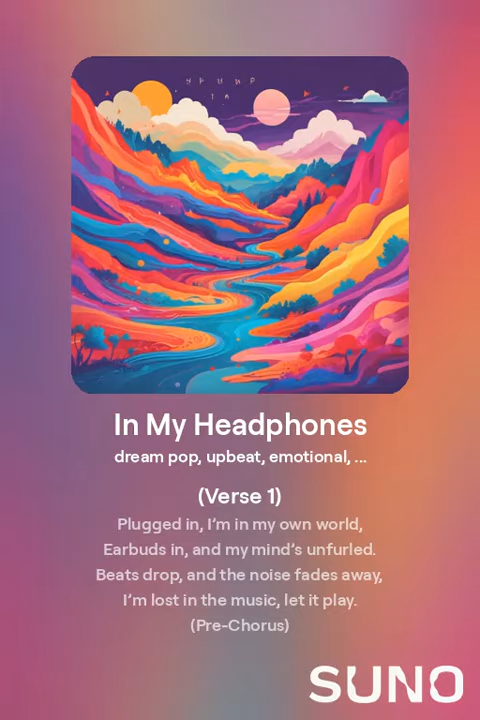 In My Headphones
dream pop, upbeat, emotional, ...
(Verse 1)
Plugged in, I'm in my own world,
Earbuds in, and my mind's unfurled.
Beats drop, and the noise fades away,
I'm lost in the music, let it play.
(Pre-Chorus)
SUNO